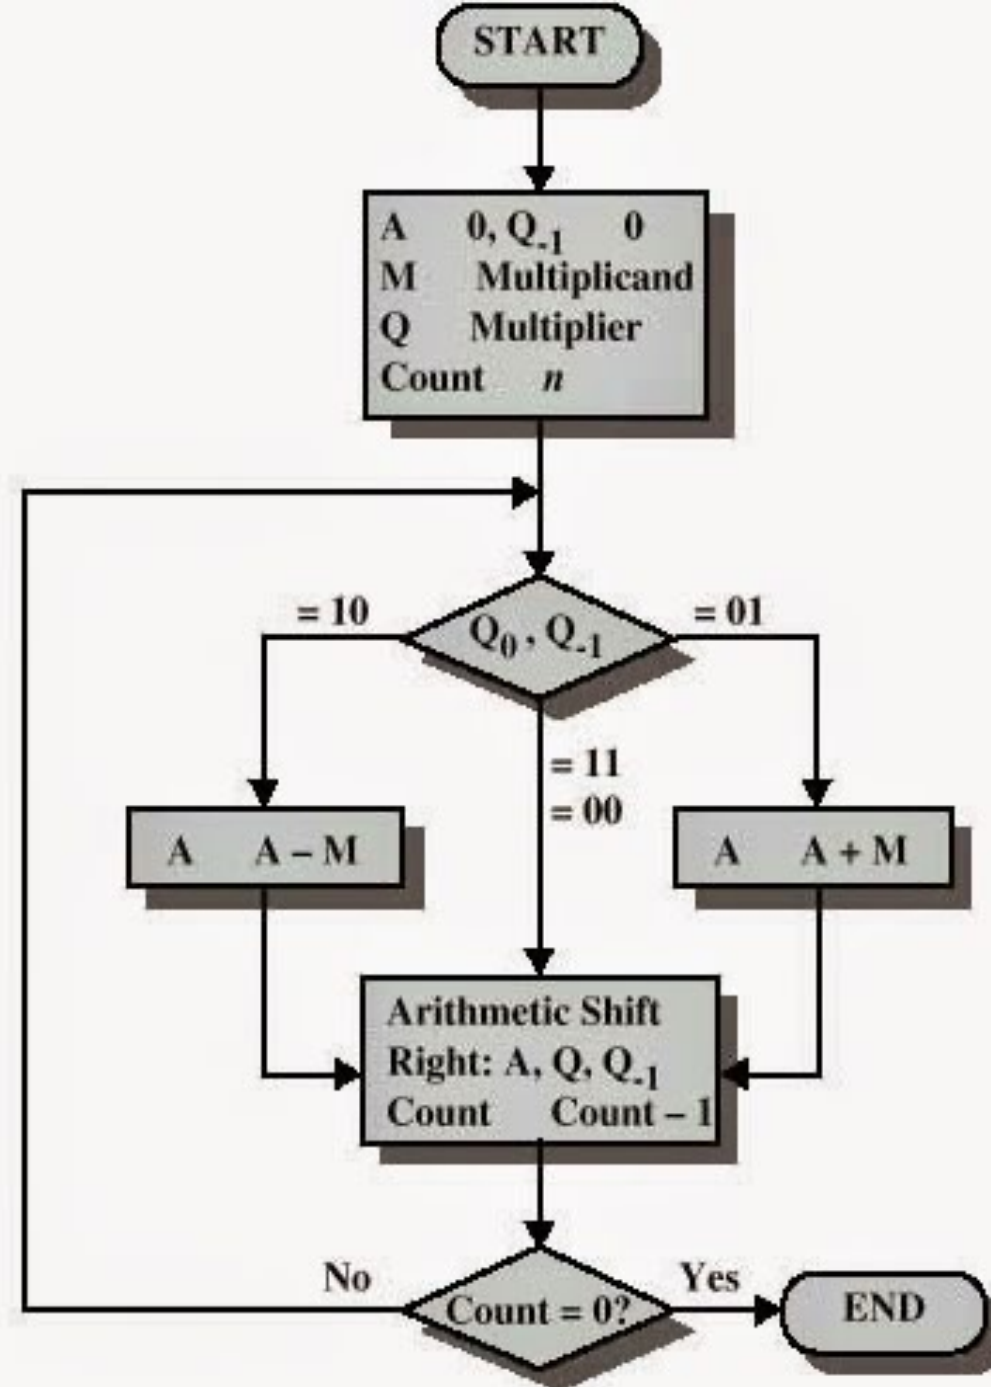 START
A 0, Q-1 0
M Multiplicand
Q Multiplier
Count n
= 10
Q0 , Q-1
= 01
= 11
= 00
A A – M
A A + M
Arithmetic Shift
Right: A, Q, Q-1
Count Count – 1
No
Count = 0?
Yes
END